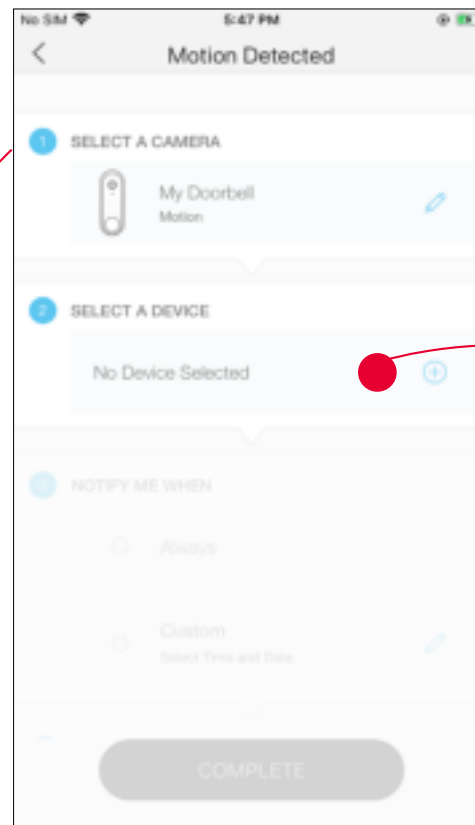 No SIM 5:47 PM
Motion Detected
1 SELECT A CAMERA
My Doorbell
Motion
2 SELECT A DEVICE
No Device Selected
3 NOTIFY ME WHEN
Always
Custom
Select Time and Date
COMPLETE